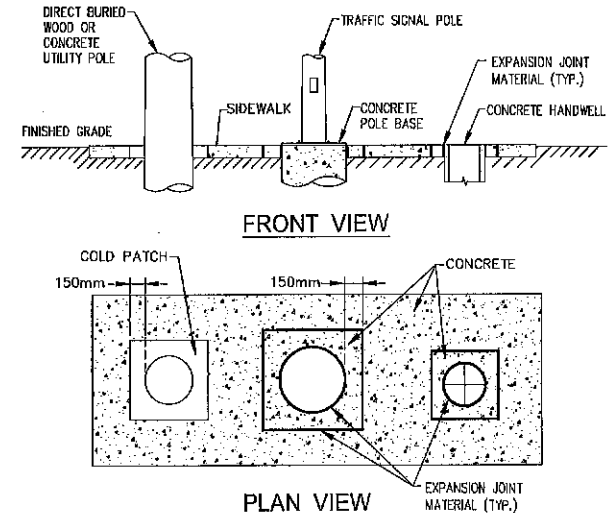 DIRECT BURIED
WOOD OR
CONCRETE
UTILITY POLE
TRAFFIC SIGNAL POLE
EXPANSION JOINT
MATERIAL (TYP.)
SIDEWALK
CONCRETE
POLE BASE
CONCRETE HANDWELL
FINISHED GRADE
FRONT VIEW
COLD PATCH
150mm
150mm
CONCRETE
EXPANSION JOINT
MATERIAL (TYP.)
PLAN VIEW